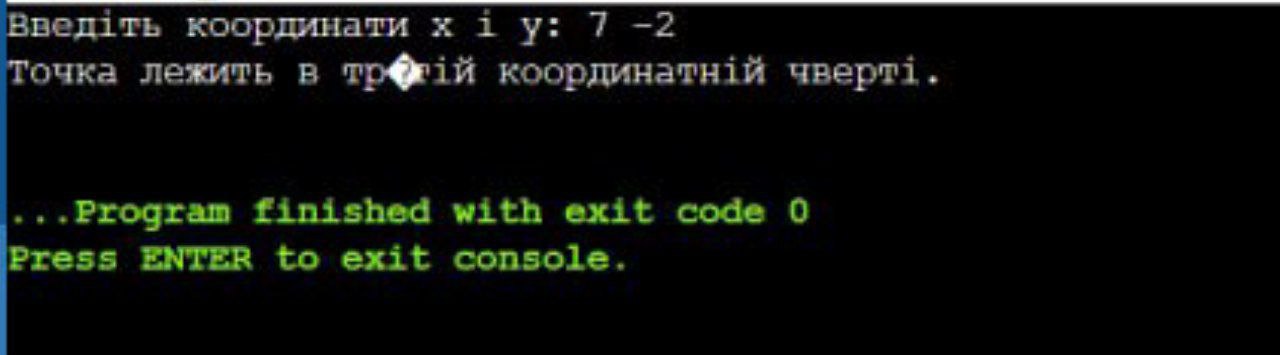 Введіть координати x і y: 7 -2
Точка лежить в тр�тій координатній чверті.
...Program finished with exit code 0
Press ENTER to exit console.